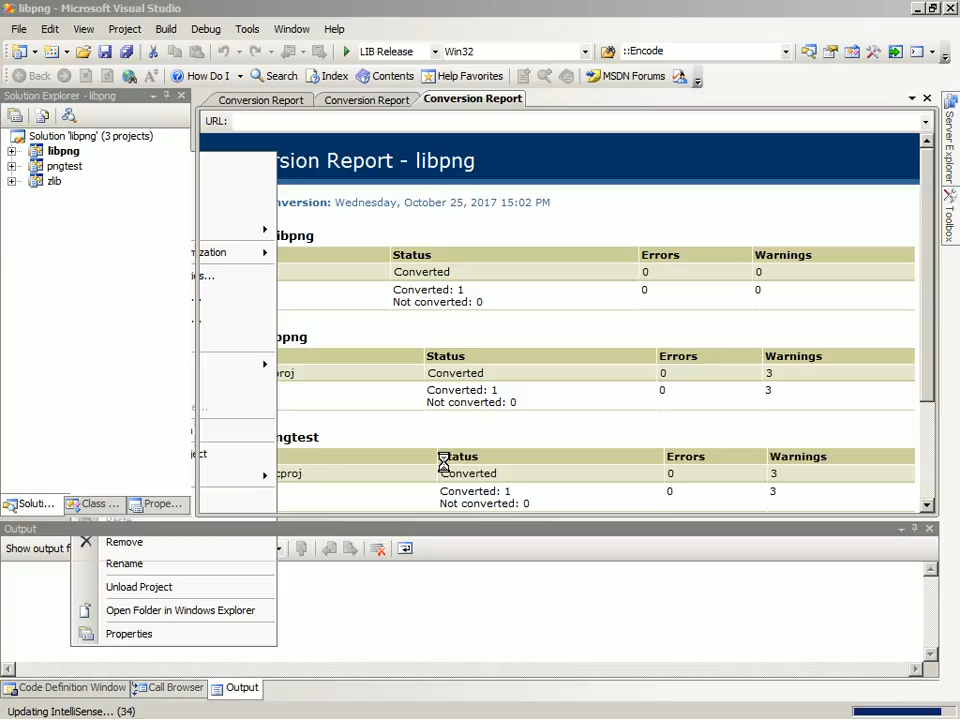 libpng - Microsoft Visual Studio
File Edit View Project Build Debug Tools Window Help
LIB Release Win32 ::Encode
Back How Do I Search Index Contents Help Favorites MSDN Forums
Solution Explorer - libpng
Conversion Report Conversion Report Conversion Report
URL:
Solution 'libpng' (3 projects)
libpng
pngtest
zlib
sion Report - libpng
nversion: Wednesday, October 25, 2017 15:02 PM
libpng
Status Errors Warnings
Converted 0 0
Converted: 1 0 0
Not converted: 0
Status Errors Warnings
Converted 0 3
Converted: 1 0 3
Not converted: 0
ngtest
Status Errors Warnings
cproj Converted 0 3
Converted: 1 0 3
Not converted: 0
Server Explorer
Toolbox
Soluti... Class ... Prope...
Output
Show output f
Remove
Rename
Unload Project
Open Folder in Windows Explorer
Properties
Code Definition Window Call Browser Output
Updating IntelliSense... (34)